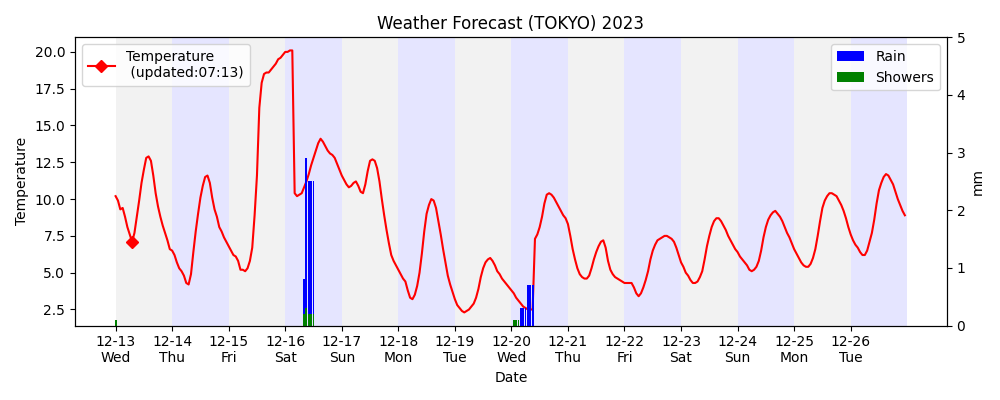 Weather Forecast (TOKYO) 2023
Temperature
(updated:07:13)
Rain
Showers
Temperature
20.0
17.5
15.0
12.5
10.0
7.5
5.0
2.5
5
4
3
2
1
0
mm
12-13 12-14 12-15 12-16 12-17 12-18 12-19 12-20 12-21 12-22 12-23 12-24 12-25 12-26
Wed Thu Fri Sat Sun Mon Tue Wed Thu Fri Sat Sun Mon Tue
Date